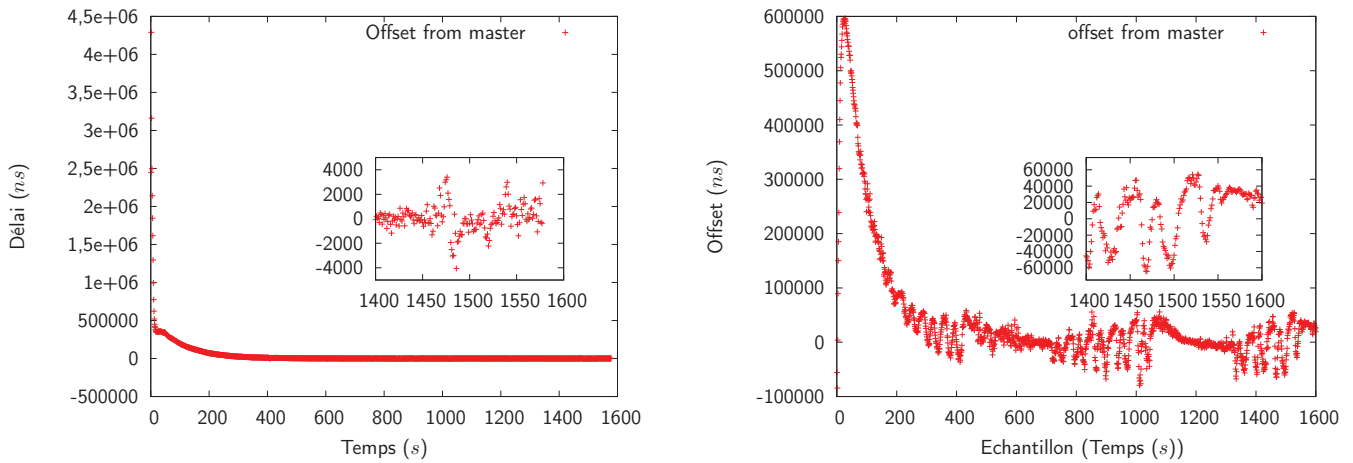 4,5e+06
4e+06
3,5e+06
3e+06
2,5e+06
2e+06
1,5e+06
1e+06
500000
0
-500000
0 200 400 600 800 1000 1200 1400 1600
Délai (ns)
Temps (s)
Offset from master
4000
2000
0
-2000
-4000
1400 1450 1500 1550 1600
600000
500000
400000
300000
200000
100000
0
-100000
0 200 400 600 800 1000 1200 1400 1600
Offset (ns)
Echantillon (Temps (s))
offset from master
60000
40000
20000
0
-20000
-40000
-60000
1400 1450 1500 1550 1600